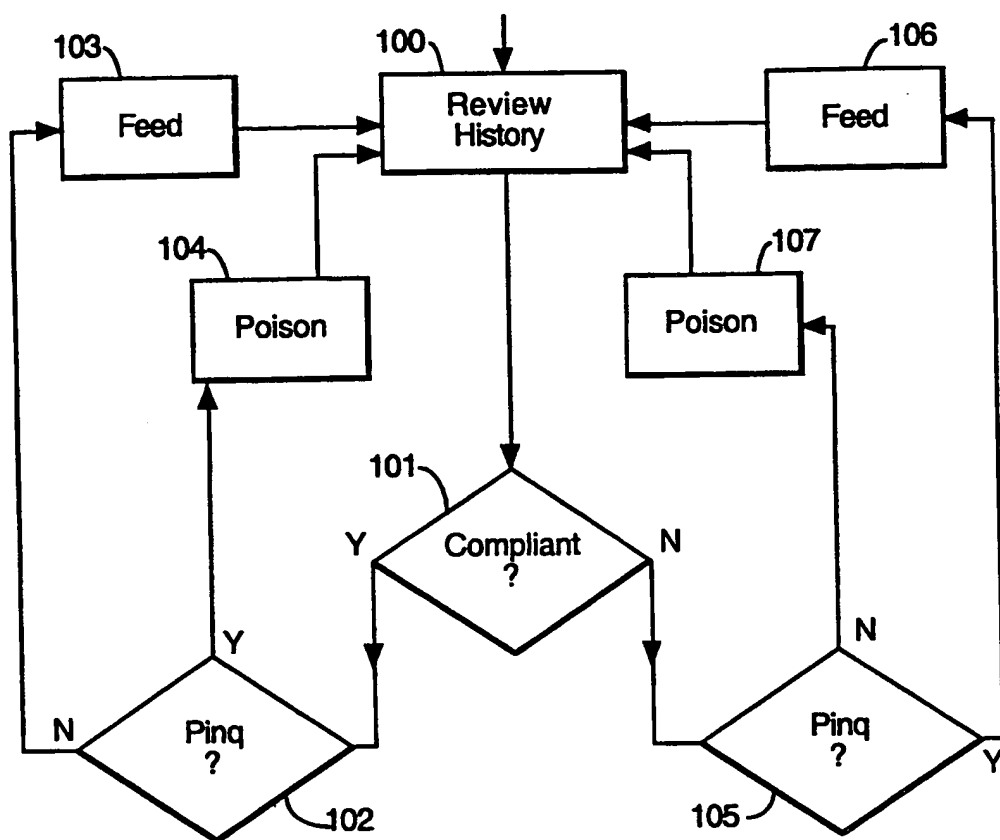 103
100
106
Feed
Review
History
Feed
104
107
Poison
Poison
101
Y
Compliant
?
N
Y
N
N
Pinq
?
Pinq
?
Y
102
105